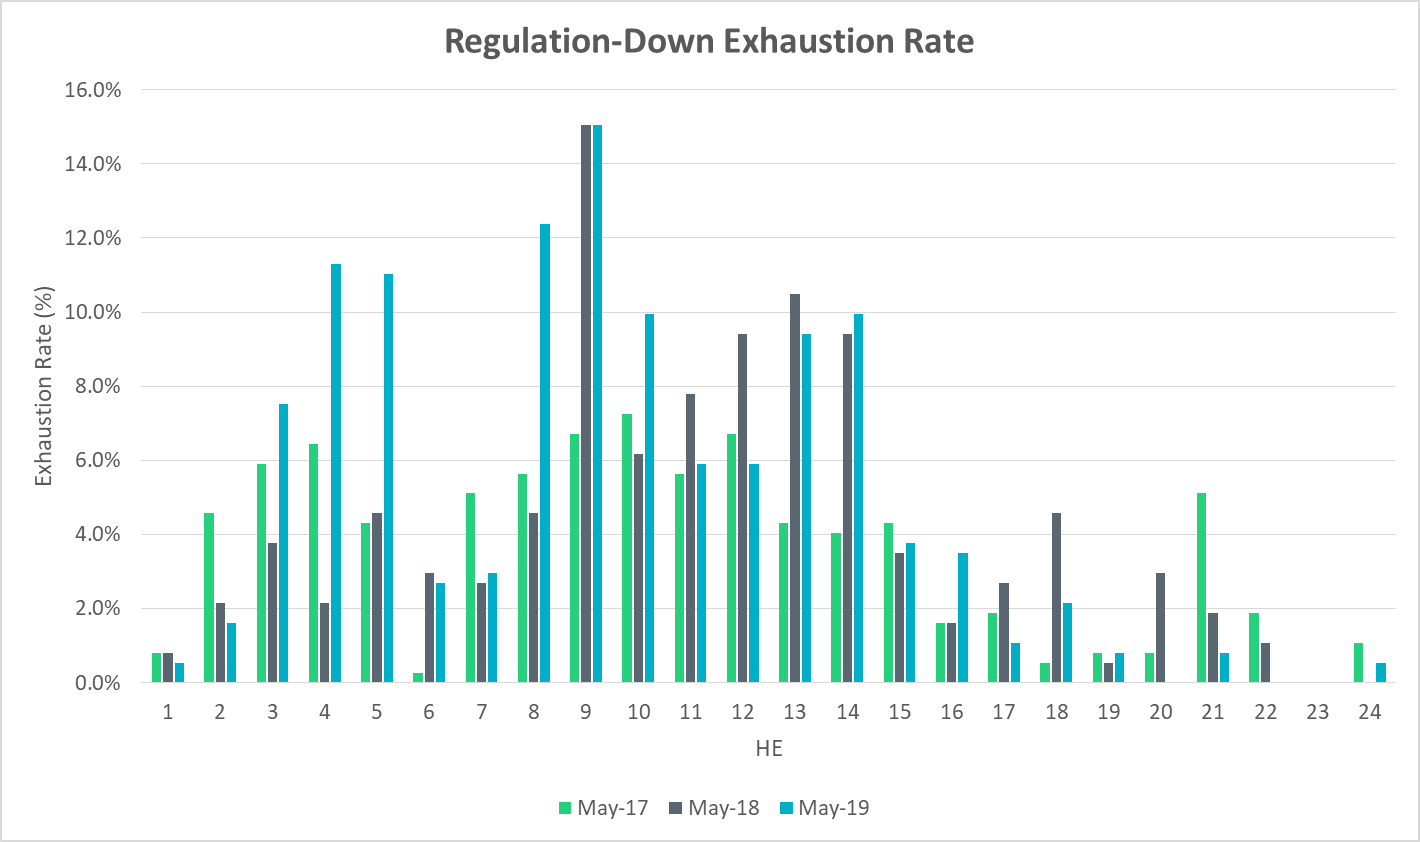 Regulation-Down Exhaustion Rate
16.0%
14.0%
12.0%
10.0%
8.0%
6.0%
4.0%
2.0%
0.0%
Exhaustion Rate (%)
1 2 3 4 5 6 7 8 9 10 11 12 13 14 15 16 17 18 19 20 21 22 23 24
HE
May-17 May-18 May-19